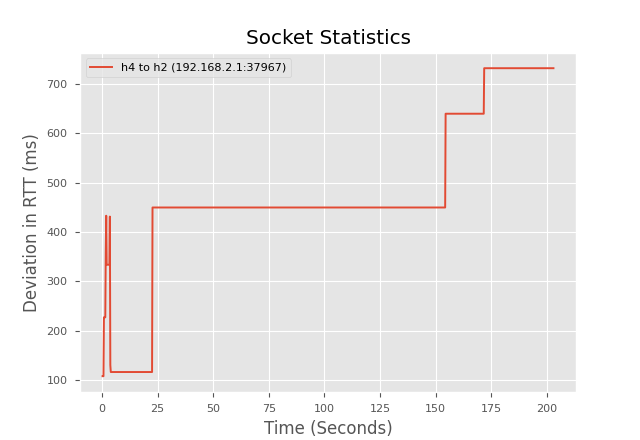 Socket Statistics
h4 to h2 (192.168.2.1:37967)
Deviation in RTT (ms)
700
600
500
400
300
200
100
0 25 50 75 100 125 150 175 200
Time (Seconds)